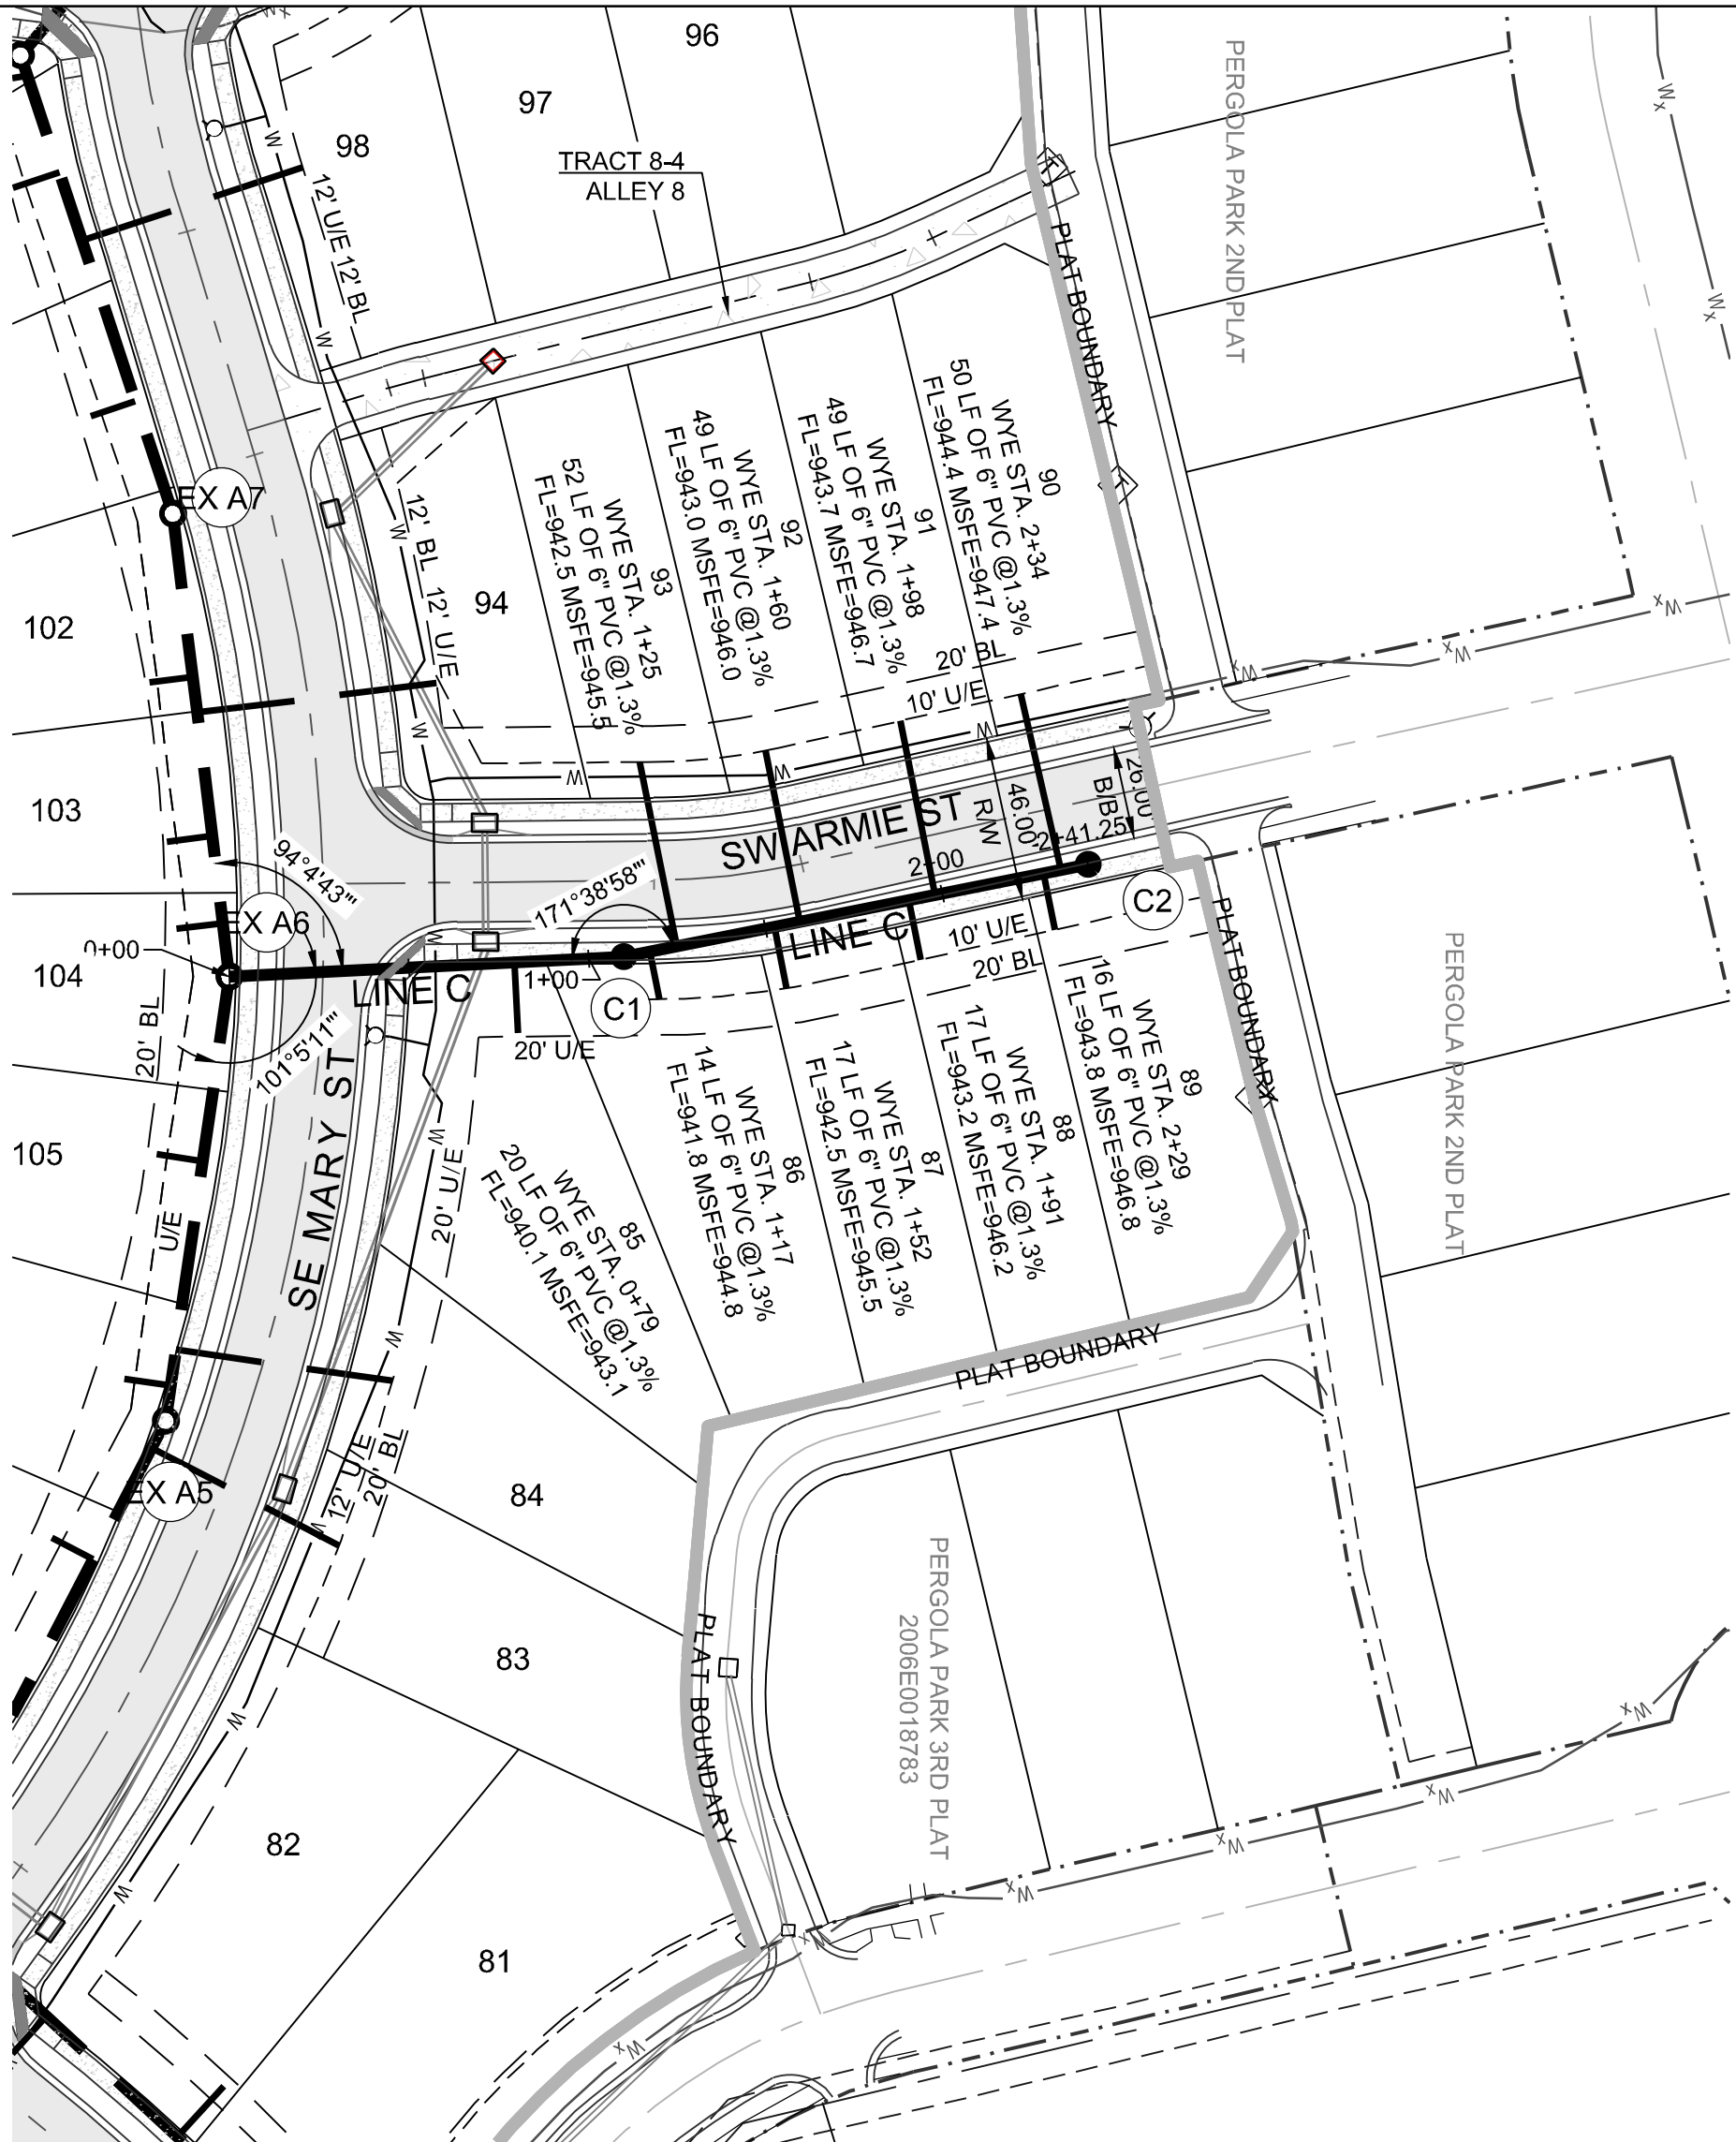 96
97
98
TRACT 8-4
ALLEY 8
12' U/E
12' BL
PLAT BOUNDARY
PERGOLA PARK 2ND PLAT
EX A7
12' BL
12' U/E
94
93
WYE STA. 1+25
52 LF OF 6" PVC @1.3%
FL=942.5 MSFE=945.5
92
WYE STA. 1+60
49 LF OF 6" PVC @1.3%
FL=943.0 MSFE=946.0
91
WYE STA. 1+98
49 LF OF 6" PVC @1.3%
FL=943.7 MSFE=946.7
90
WYE STA. 2+34
50 LF OF 6" PVC @1.3%
FL=944.4 MSFE=947.4
20' BL
10' U/E
102
103
104
105
SW ARMIE ST
46.00'
R/W
26.00'
B/B
2+41.25
2+00
94°4'43"'
171°38'58"'
101°5'11"'
EX A6
0+00
LINE C
1+00
C1
LINE C
C2
10' U/E
20' BL
20' U/E
20' BL
U/E
SE MARY ST
20' U/E
85
WYE STA. 0+79
20 LF OF 6" PVC @1.3%
FL=940.1 MSFE=943.1
86
WYE STA. 1+17
14 LF OF 6" PVC @1.3%
FL=941.8 MSFE=944.8
87
WYE STA. 1+52
17 LF OF 6" PVC @1.3%
FL=942.5 MSFE=945.5
88
WYE STA. 1+91
17 LF OF 6" PVC @1.3%
FL=943.2 MSFE=946.2
89
WYE STA. 2+29
16 LF OF 6" PVC @1.3%
FL=943.8 MSFE=946.8
PLAT BOUNDARY
PERGOLA PARK 2ND PLAT
PLAT BOUNDARY
EX A5
12' U/E
20' BL
84
83
82
81
PLAT BOUNDARY
PERGOLA PARK 3RD PLAT
2006E0018783